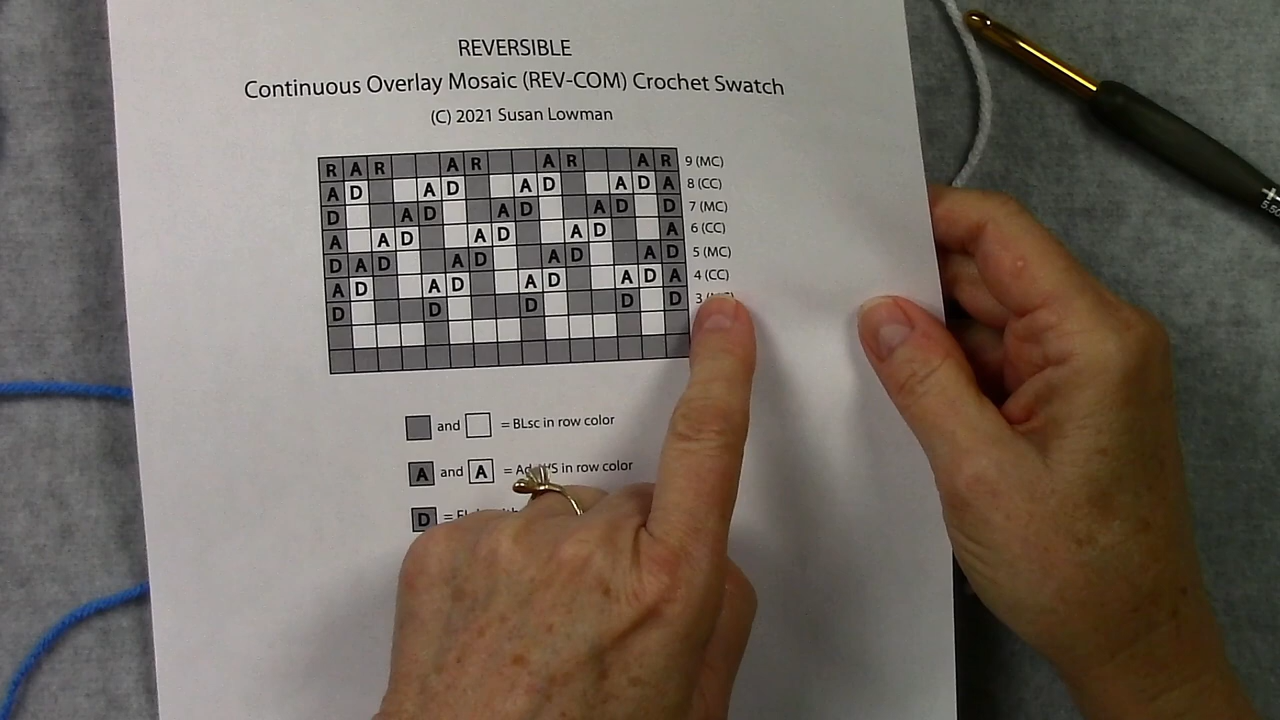 REVERSIBLE
Continuous Overlay Mosaic (REV-COM) Crochet Swatch
(C) 2021 Susan Lowman
R A R A R A R A R 9 (MC)
A D A D A D A D A 8 (CC)
D A D A D A D D 7 (MC)
A A D A D A D A 6 (CC)
D A D A D A D A D 5 (MC)
A D A D A D A D A 4 (CC)
D D D D D 3
and = BLsc in row color
A and A = in row color
D =